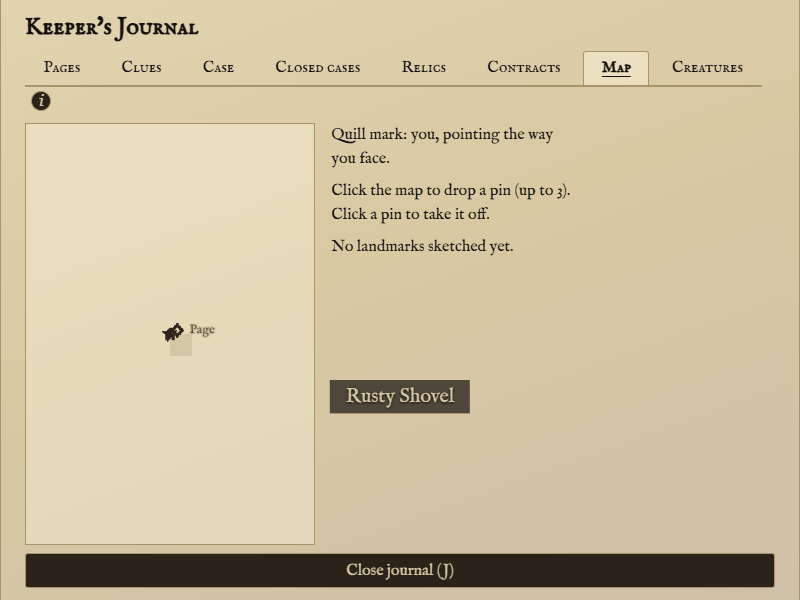 Keeper's Journal
Pages Clues Case Closed cases Relics Contracts Map Creatures
i
Quill mark: you, pointing the way
you face.
Click the map to drop a pin (up to 3).
Click a pin to take it off.
No landmarks sketched yet.
Page
Rusty Shovel
Close journal (J)